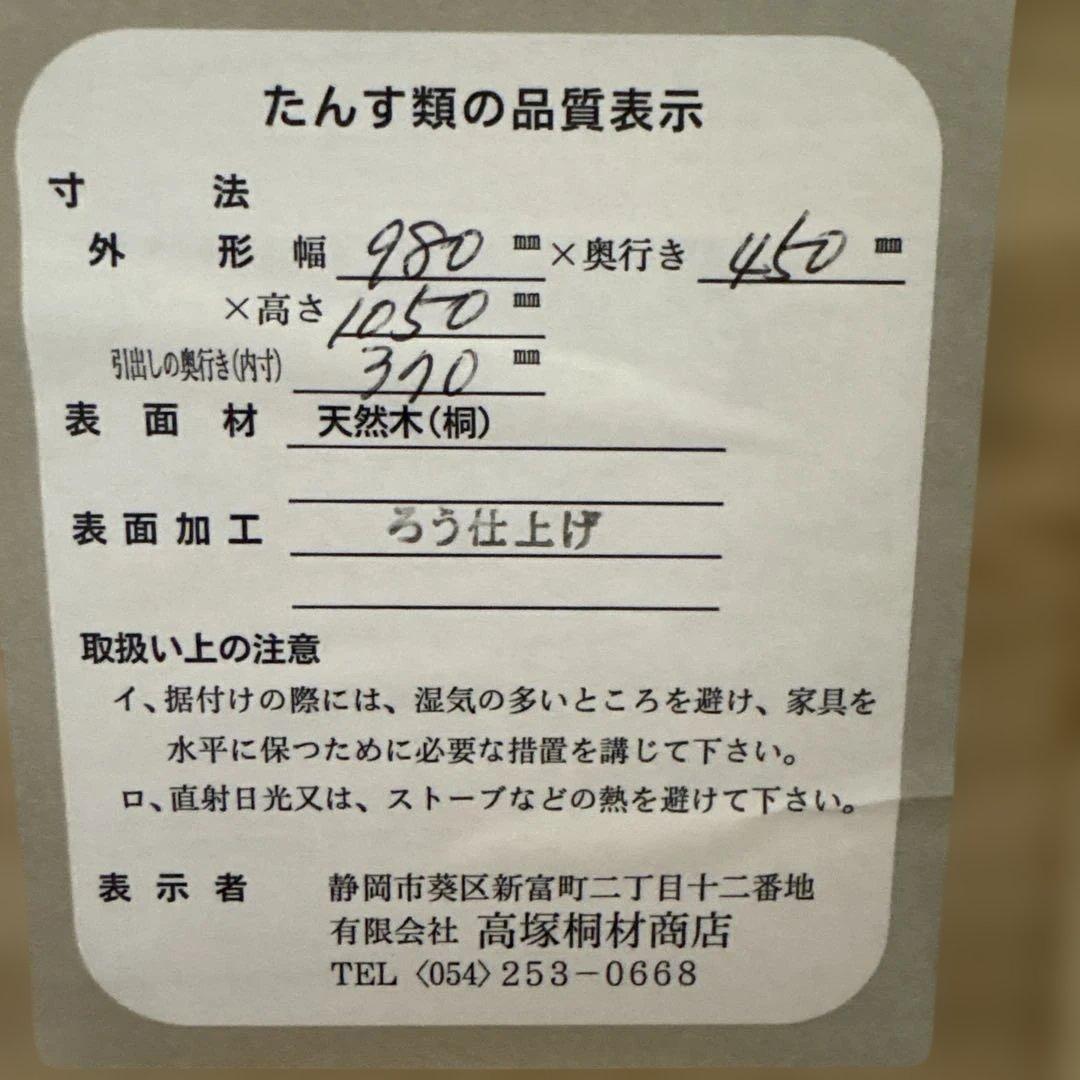 たんす類の品質表示
寸法
外形 幅 980 mm × 奥行き 450 mm
×高さ 1050 mm
引出しの奥行き(内寸) 370 mm
表面材 天然木(桐)
表面加工 ろう仕上げ
取扱い上の注意
イ、据付けの際には、湿気の多いところを避け、家具を
水平に保つために必要な措置を講じて下さい。
ロ、直射日光又は、ストーブなどの熱を避けて下さい。
表示者 静岡市葵区新富町二丁目十二番地
有限会社 高塚桐材商店
TEL〈054〉253-0668